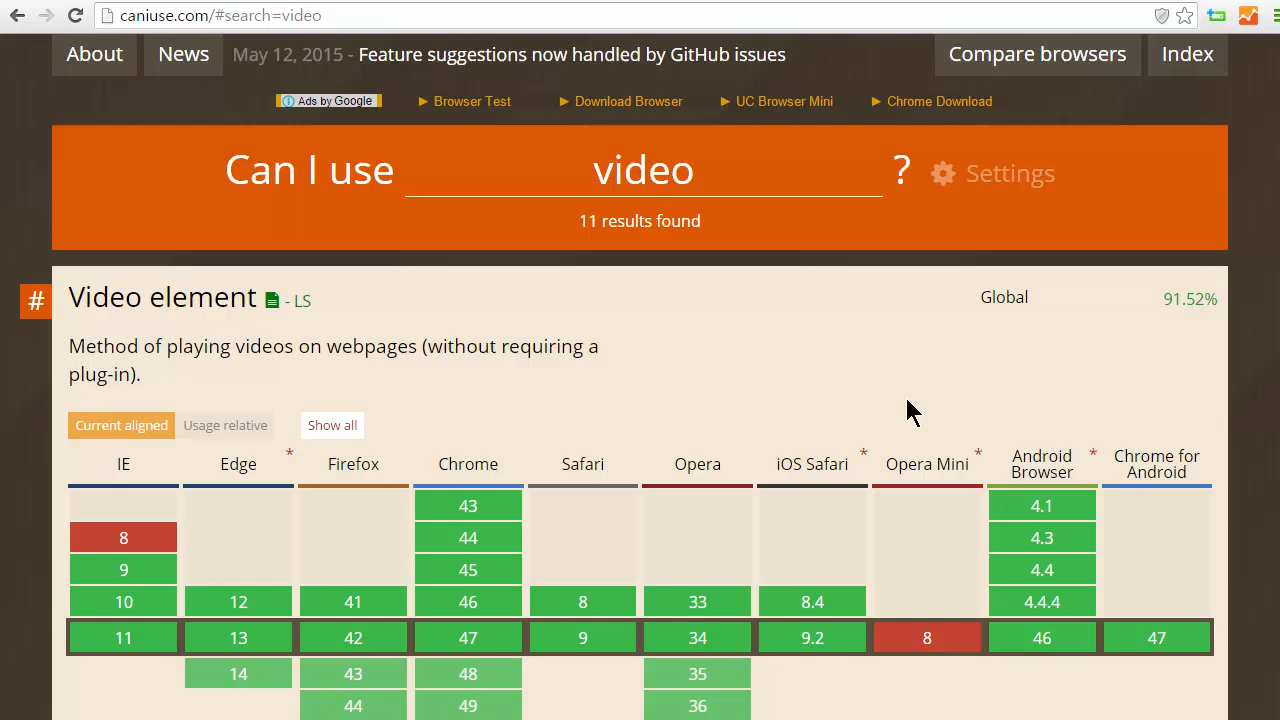 caniuse.com/#search=video
About News May 12, 2015 - Feature suggestions now handled by GitHub issues Compare browsers Index
Ads by Google Browser Test Download Browser UC Browser Mini Chrome Download
Can I use video ? Settings
11 results found
# Video element - LS Global 91.52%
Method of playing videos on webpages (without requiring a
plug-in).
Current aligned Usage relative Show all
IE Edge * Firefox Chrome Safari Opera iOS Safari * Opera Mini * Android Browser * Chrome for Android
43 4.1
8 44 4.3
9 45 4.4
10 12 41 46 8 33 8.4 4.4.4
11 13 42 47 9 34 9.2 8 46 47
14 43 48 35
44 49 36